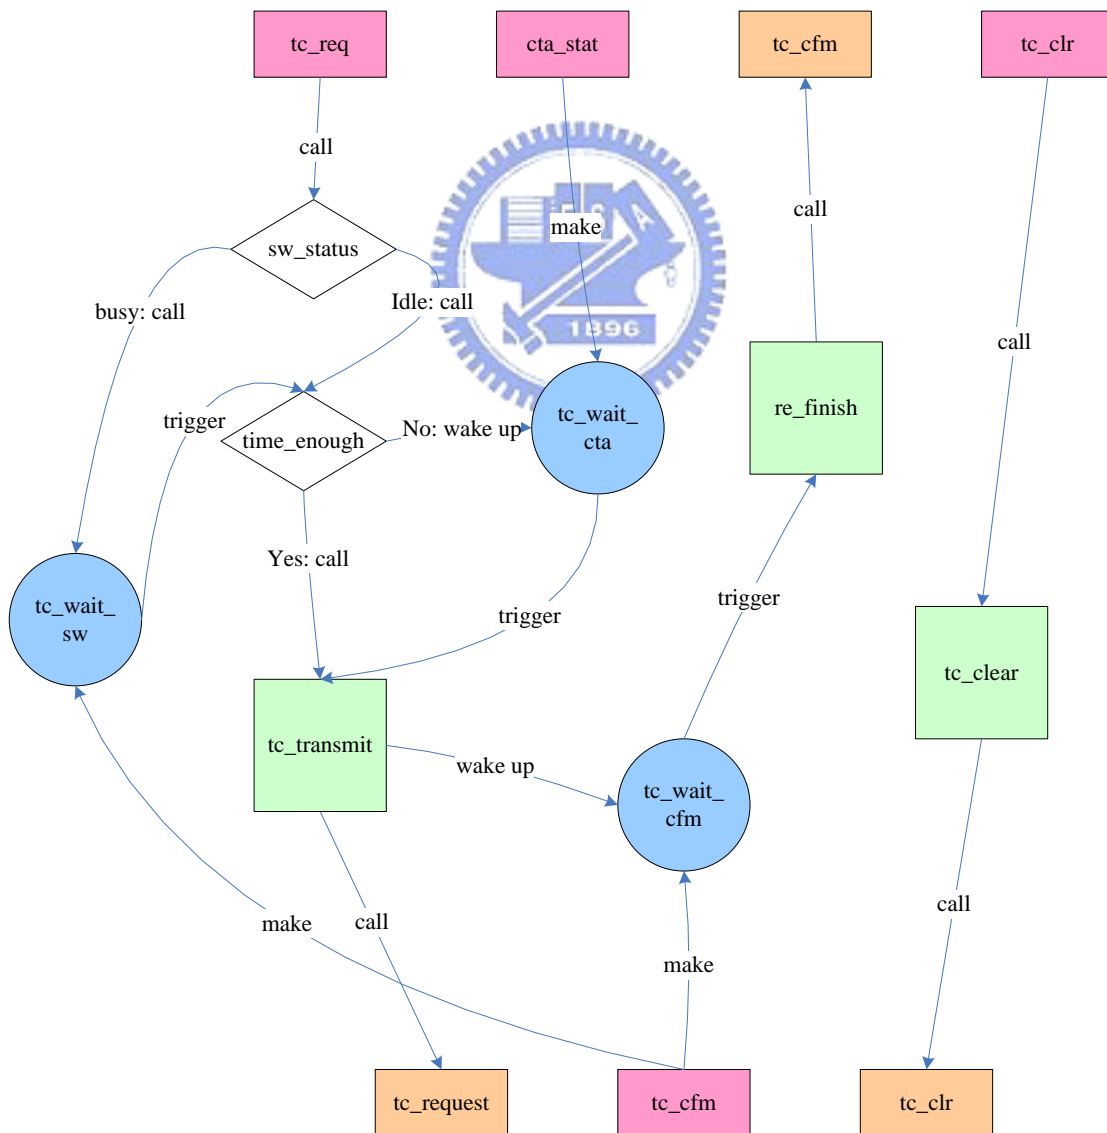 tc_req
cta_stat
tc_cfm
tc_clr
call
call
make
sw_status
busy: call
Idle: call
1896
A
call
tc_wait_
cta
re_finish
trigger
time_enough
No: wake up
Yes: call
tc_wait_
sw
trigger
trigger
tc_clear
tc_transmit
wake up
tc_wait_
cfm
call
make
call
make
tc_request
tc_cfm
tc_clr